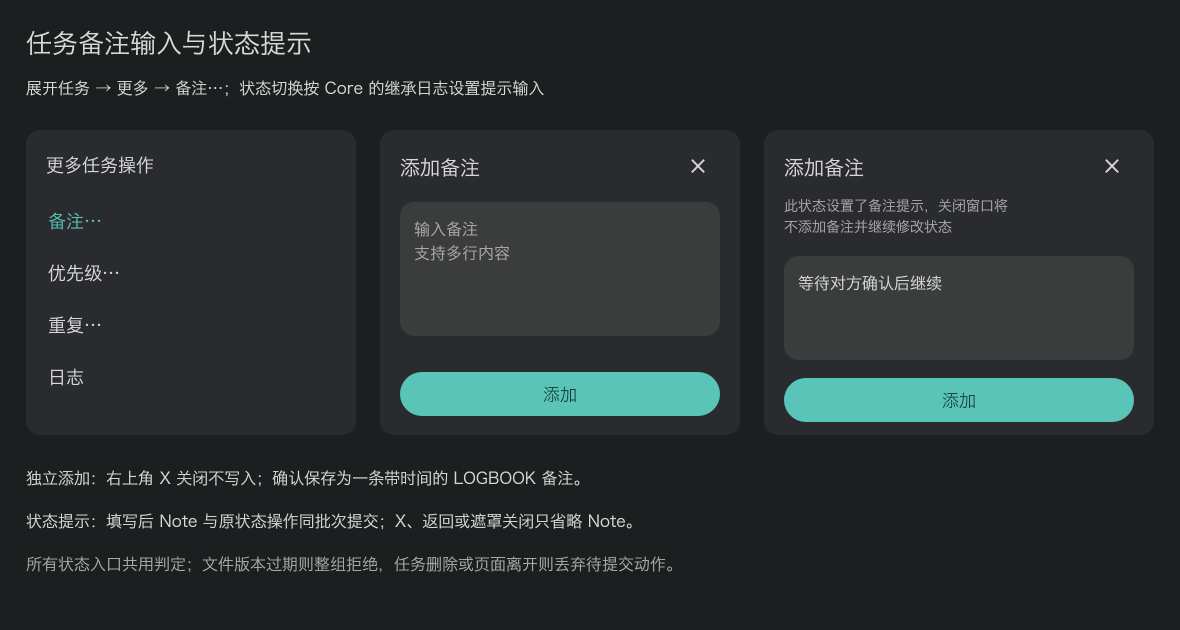 任务备注输入与状态提示
展开任务 → 更多 → 备注…；状态切换按 Core 的继承日志设置提示输入
更多任务操作
备注…
优先级…
重复…
日志
添加备注
输入备注
支持多行内容
添加
添加备注
此状态设置了备注提示，关闭窗口将
不添加备注并继续修改状态
等待对方确认后继续
添加
独立添加：右上角 X 关闭不写入；确认保存为一条带时间的 LOGBOOK 备注。
状态提示：填写后 Note 与原状态操作同批次提交；X、返回或遮罩关闭只省略 Note。
所有状态入口共用判定；文件版本过期则整组拒绝，任务删除或页面离开则丢弃待提交动作。